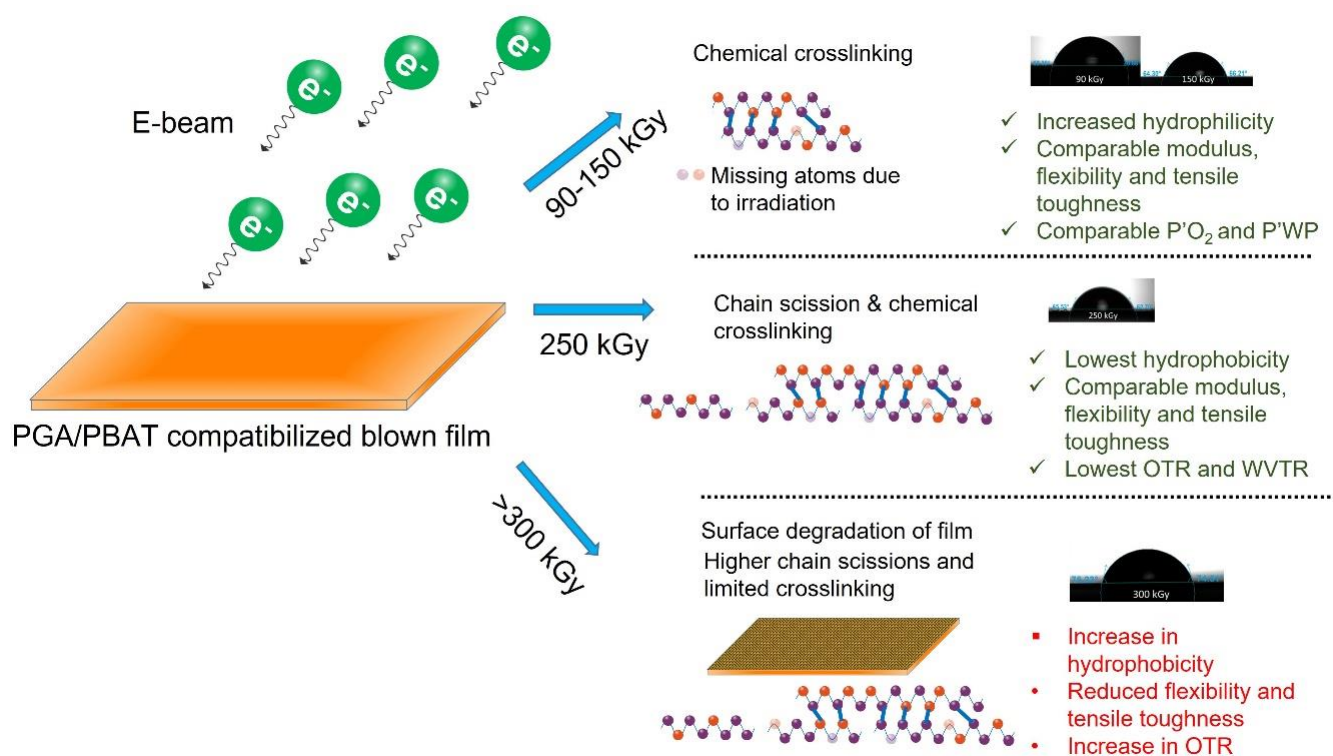 e-
e-
e-
E-beam
e-
e-
e-
PGA/PBAT compatibilized blown film
90-150 kGy
Chemical crosslinking
Missing atoms due
to irradiation
90 kGy
64.30°
150 kGy
66.21°
✓ Increased hydrophilicity
✓ Comparable modulus,
flexibility and tensile
toughness
✓ Comparable P'O₂ and P'WP
250 kGy
Chain scission & chemical
crosslinking
250 kGy
✓ Lowest hydrophobicity
✓ Comparable modulus,
flexibility and tensile
toughness
✓ Lowest OTR and WVTR
>300 kGy
Surface degradation of film
Higher chain scissions and
limited crosslinking
300 kGy
▪ Increase in
hydrophobicity
• Reduced flexibility and
tensile toughness
• Increase in OTR